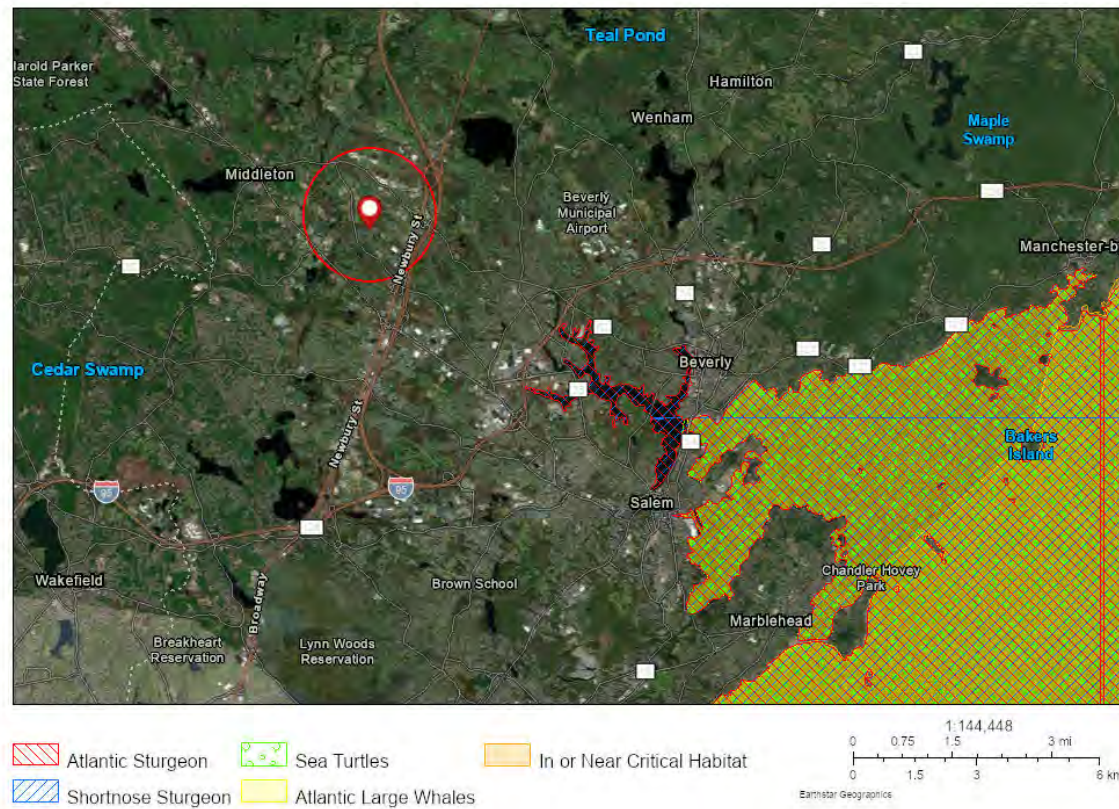 Teal Pond
Harold Parker
State Forest
Hamilton
Wenham
Maple
Swamp
Middleton
Beverly
Municipal
Airport
Newbury St
Manchester-b
Beverly
Cedar Swamp
Newbury St
Bakers
Island
95
95
Salem
Wakefield
Broadway
Brown School
Chandler Hovey
Park
Marblehead
Breakheart
Reservation
Lynn Woods
Reservation
1:144,448
0 0.75 1.5 3 mi
0 1.5 3 6 km
Atlantic Sturgeon
Sea Turtles
In or Near Critical Habitat
Shortnose Sturgeon
Atlantic Large Whales
Earthstar Geographics